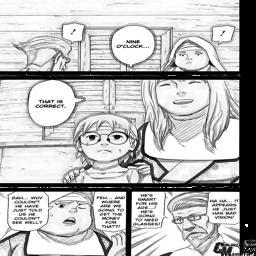 !
NINE
O'CLOCK...
!
THAT IS
CORRECT.
GAH... WHY
COULDN'T
HE HAVE
JUST TOLD
US HE
COULDN'T
SEE WELL?
FEH... AND
WHERE
ARE WE
GOING TO
GET THE
MONEY
FOR
THAT?!
HE'S
SMART
FOR HIS
AGE...!
HE'S
GOING
TO NEED
GLASSES!
HA HA... IT
APPEARS
HE JUST
HAS BAD
VISION!